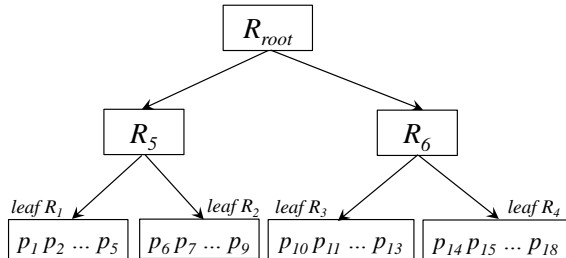 R_root
R_5 R_6
leaf R_1 leaf R_2 leaf R_3 leaf R_4
p_1 p_2 ... p_5 p_6 p_7 ... p_9 p_10 p_11 ... p_13 p_14 p_15 ... p_18